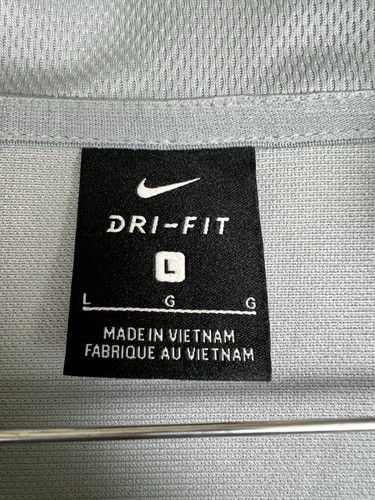 DRI-FIT
L
L G G
MADE IN VIETNAM
FABRIQUE AU VIETNAM